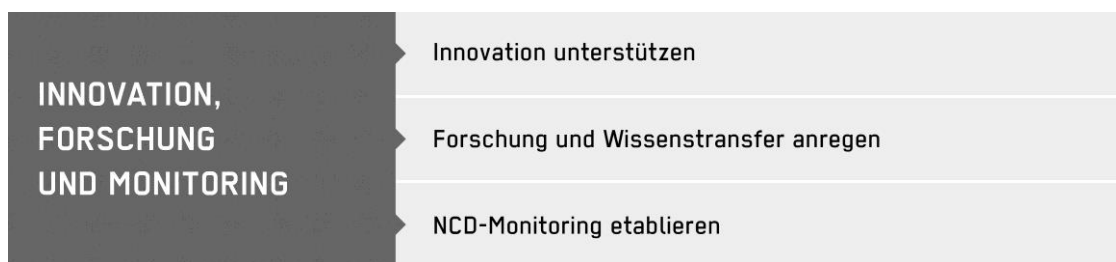 INNOVATION,
FORSCHUNG
UND MONITORING
Innovation unterstützen
Forschung und Wissenstransfer anregen
NCD-Monitoring etablieren